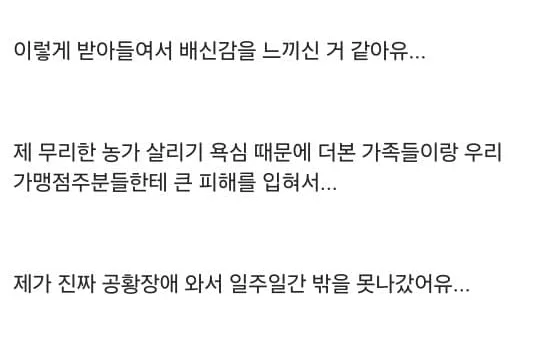 이렇게 받아들여서 배신감을 느끼신 거 같아유...
제 무리한 농가 살리기 욕심 때문에 더본 가족들이랑 우리
가맹점주분들한테 큰 피해를 입혀서...
제가 진짜 공황장애 와서 일주일간 밖을 못나갔어유...